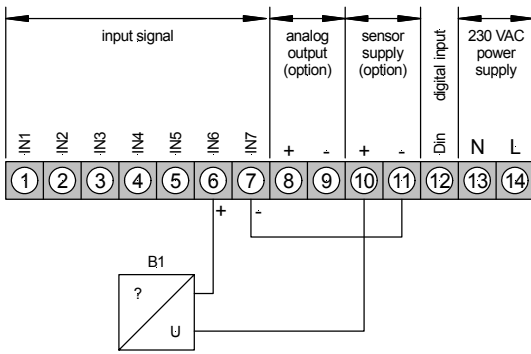 input signal
analog
output
(option)
sensor
supply
(option)
digital input
230 VAC
power
supply
IN1 IN2 IN3 IN4 IN5 IN6 IN7 + - + - Din N L
1 2 3 4 5 6 7 8 9 10 11 12 13 14
+ -
B1
?
U